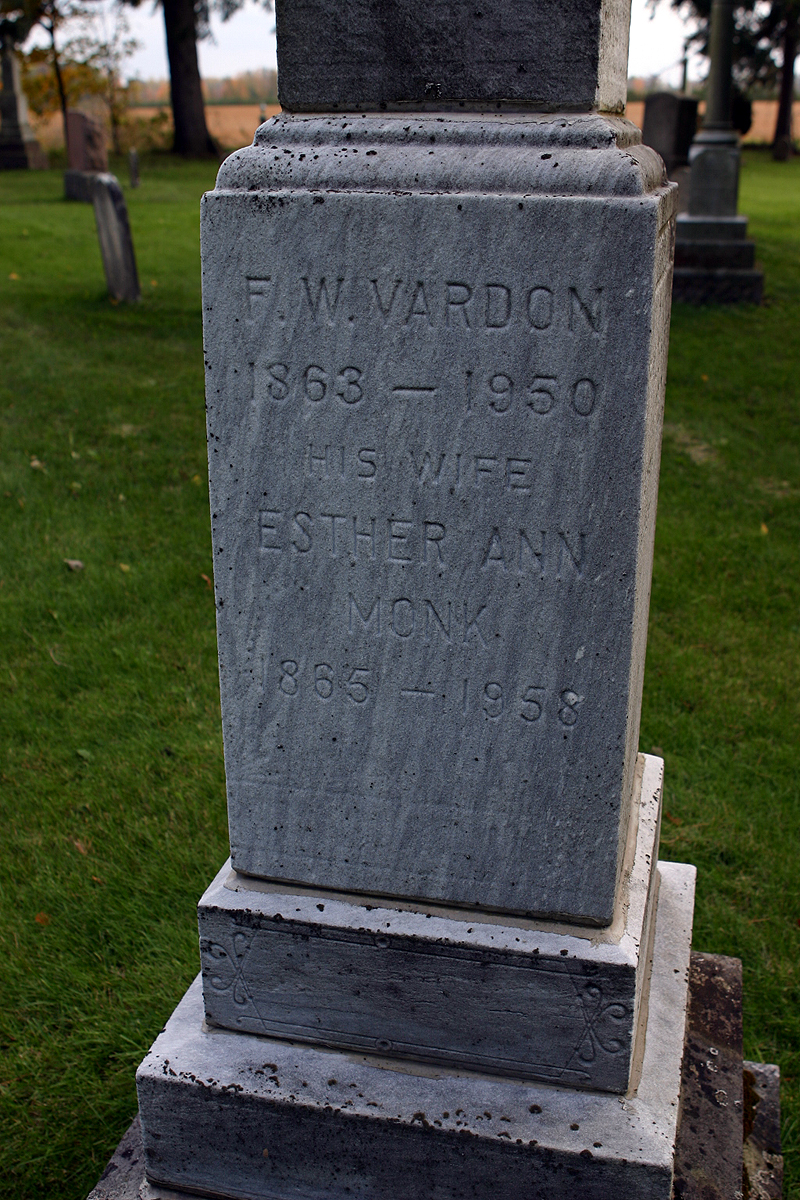 F. W. VARDON
1863 — 1950
HIS WIFE
ESTHER ANN
MONK
1865 — 1958